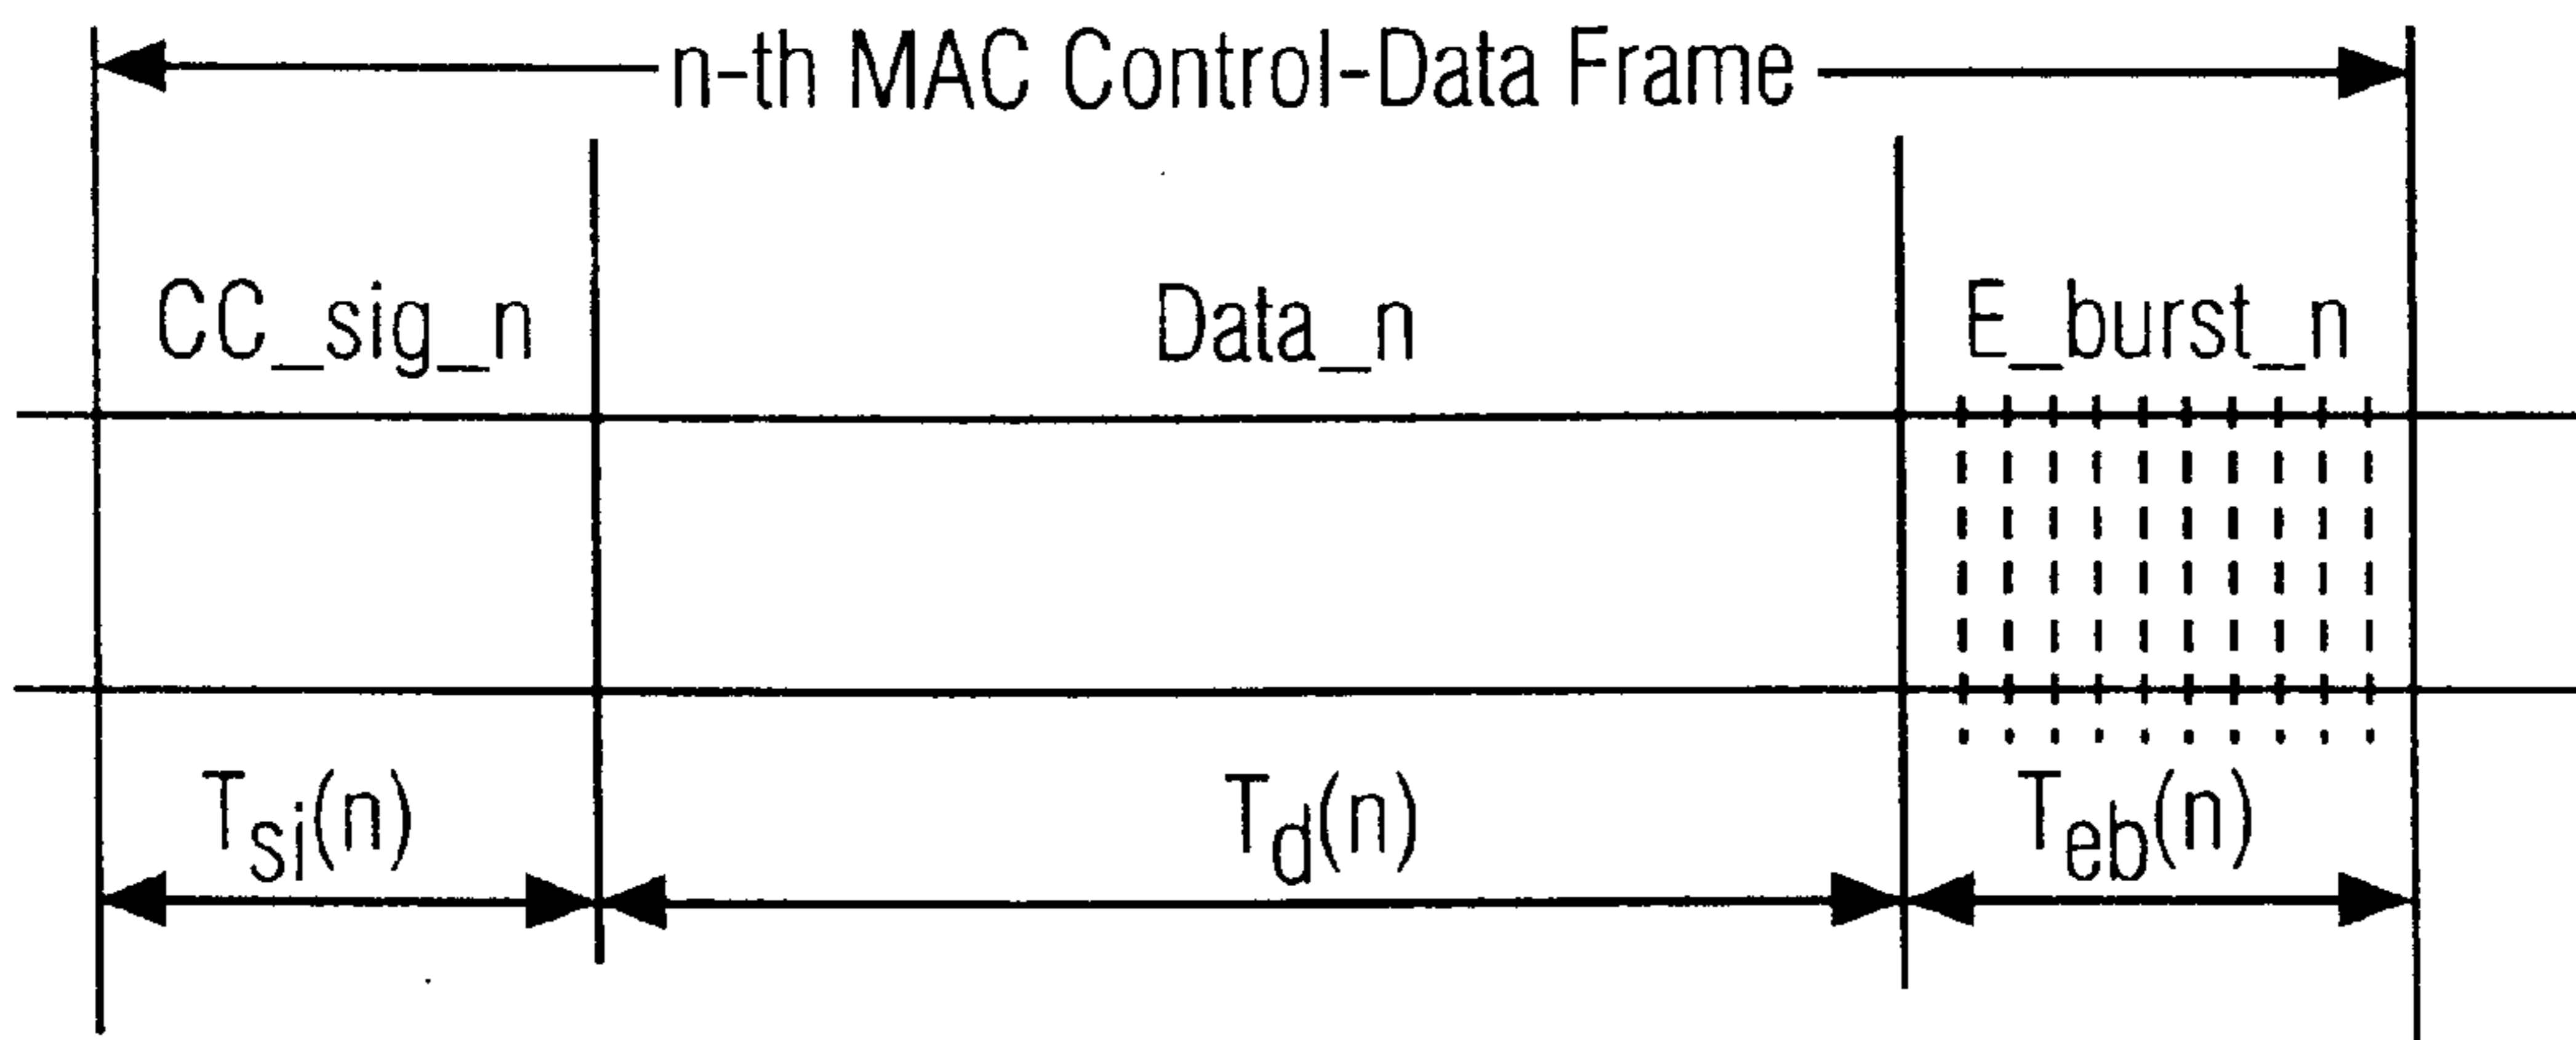 n-th MAC Control-Data Frame
CC_sig_n Data_n E_burst_n
Tsi(n) Td(n) Teb(n)